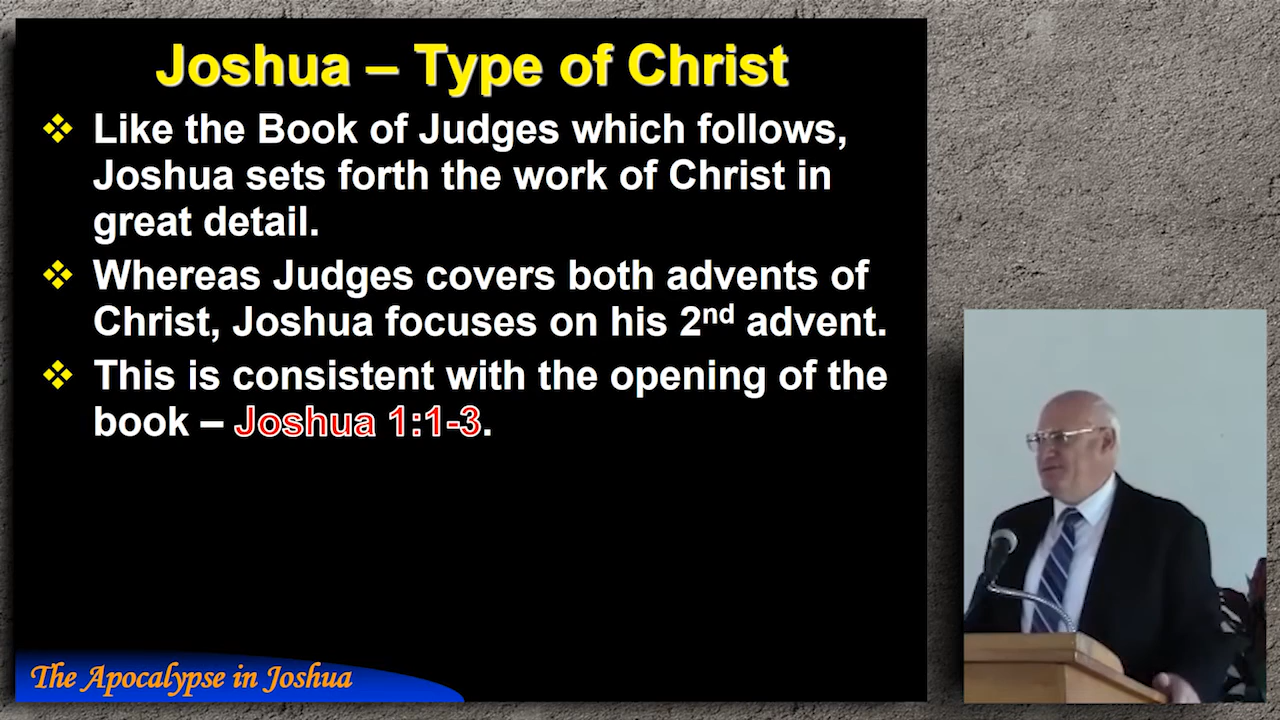 Joshua – Type of Christ
❖ Like the Book of Judges which follows,
Joshua sets forth the work of Christ in
great detail.
❖ Whereas Judges covers both advents of
Christ, Joshua focuses on his 2nd advent.
❖ This is consistent with the opening of the
book – Joshua 1:1-3.
The Apocalypse in Joshua